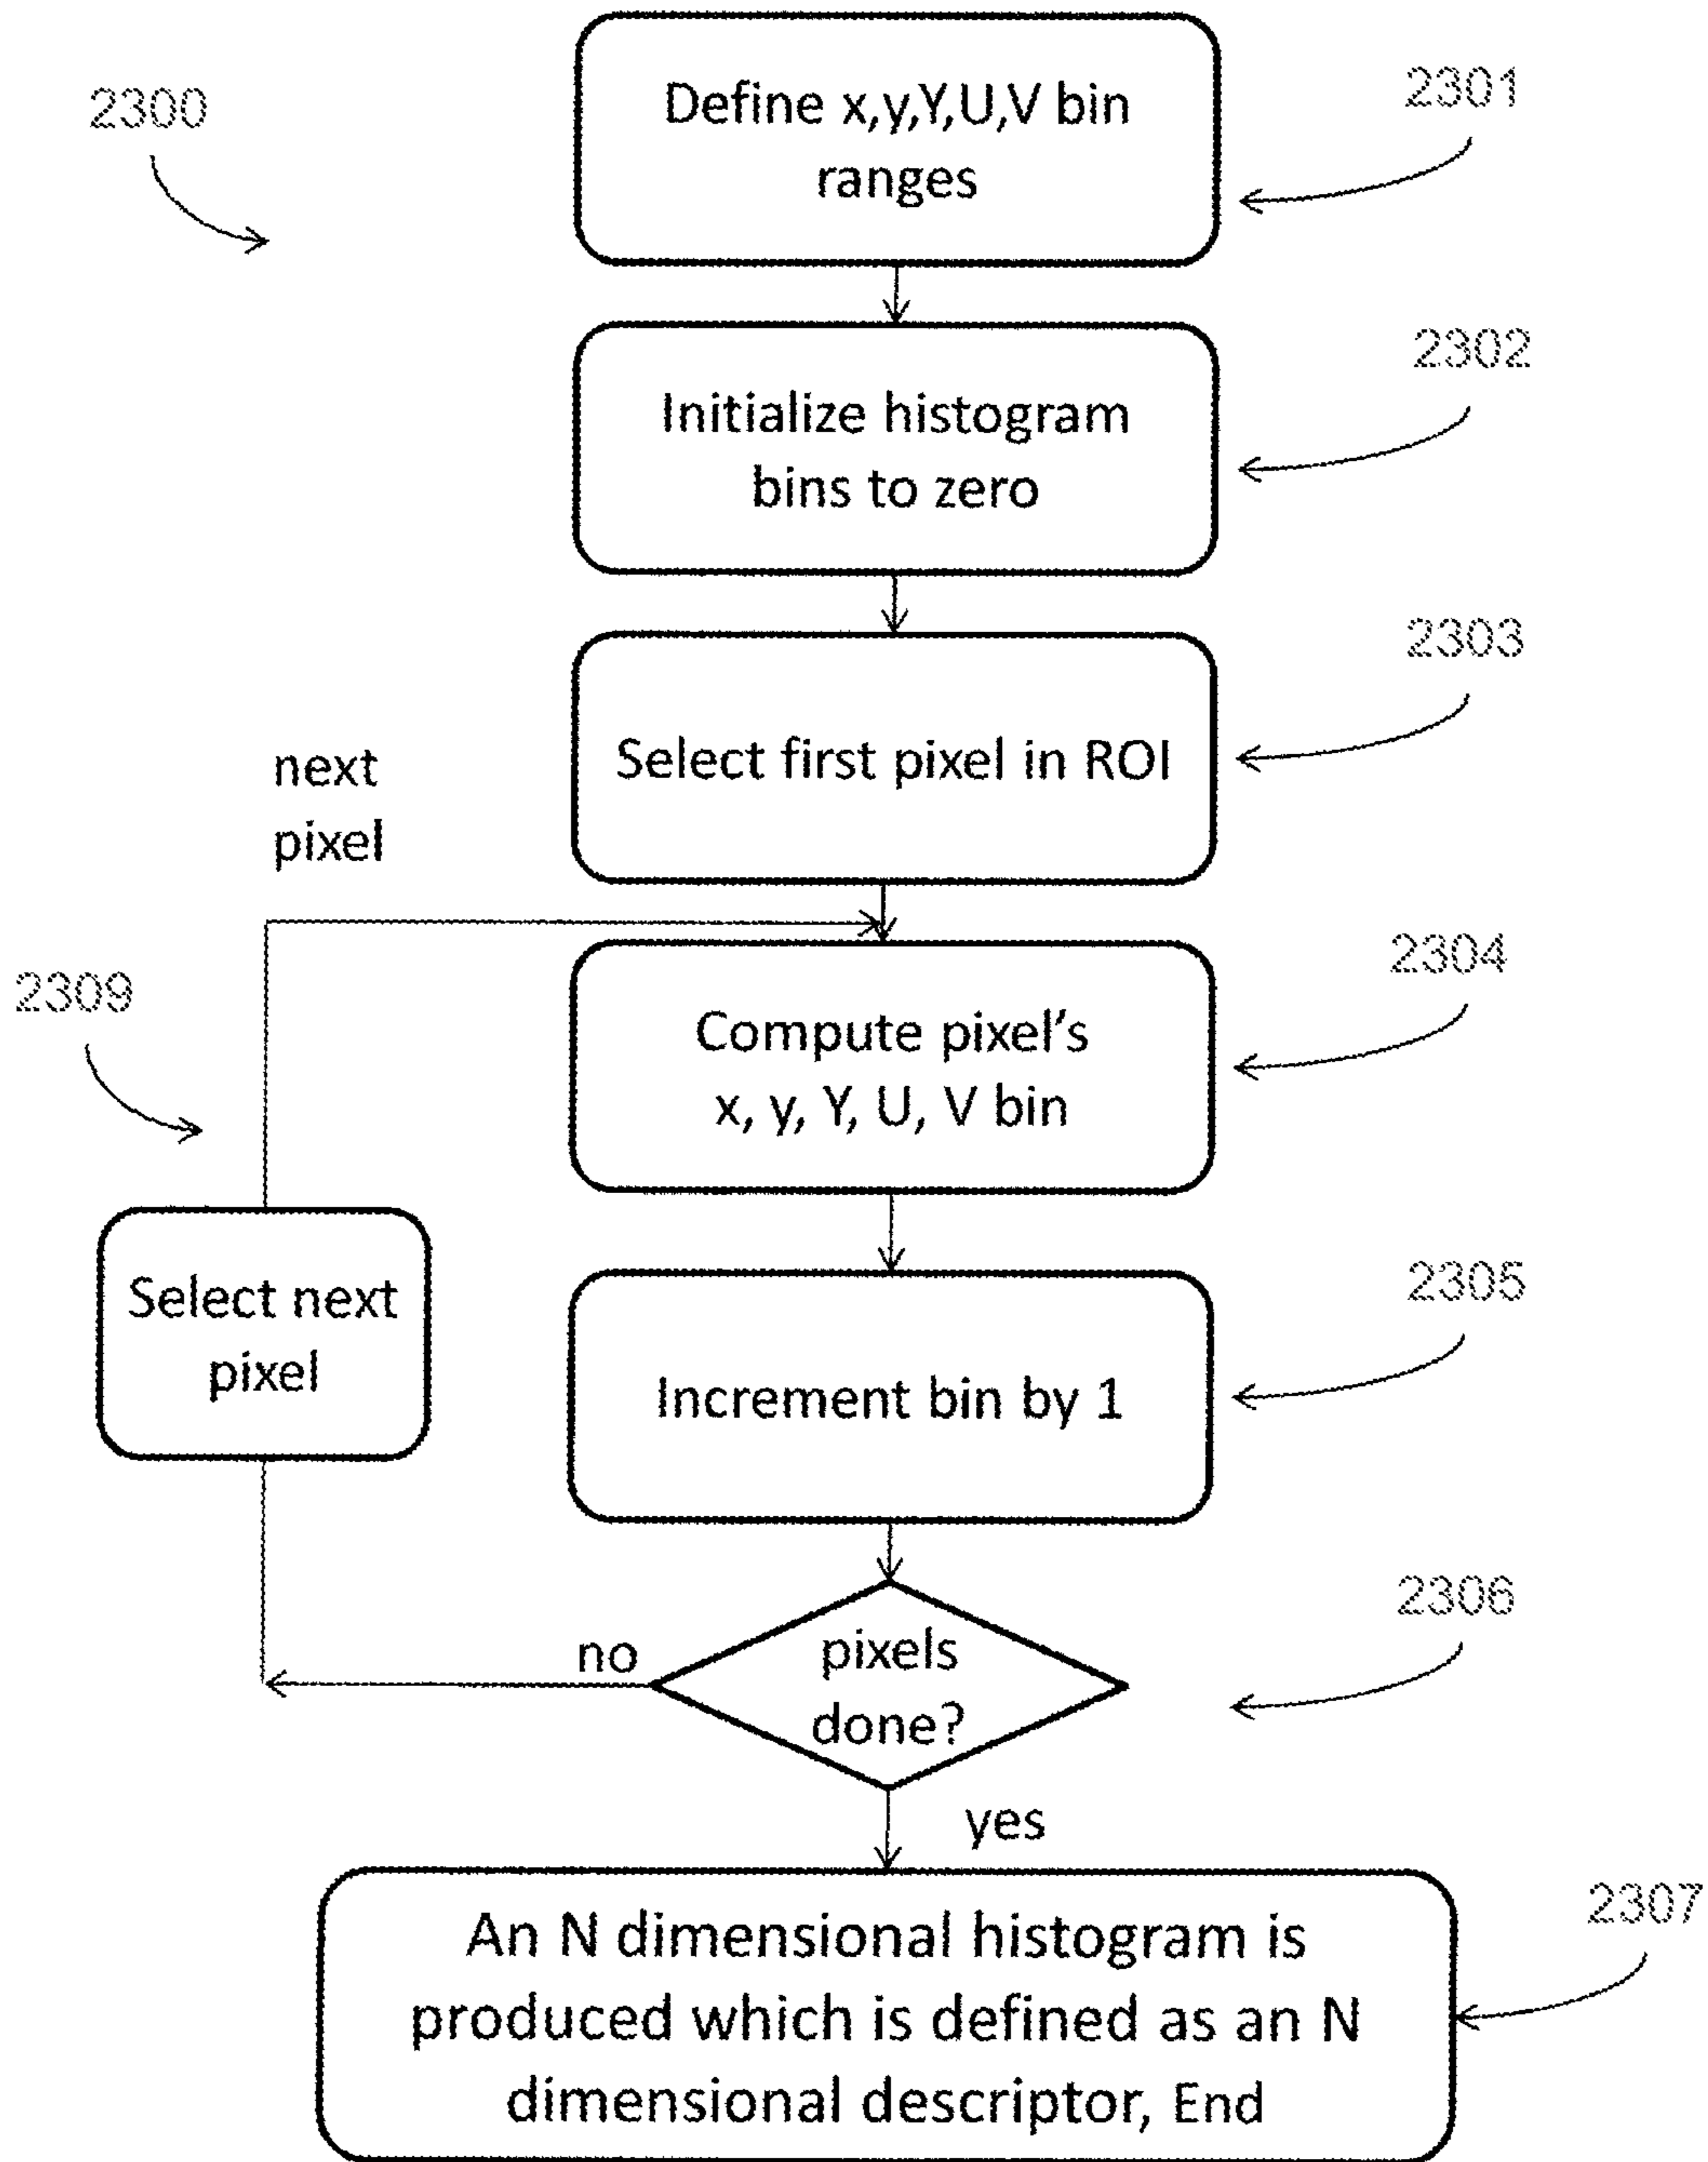 2300
Define x,y,Y,U,V bin
ranges
2301
Initialize histogram
bins to zero
2302
Select first pixel in ROI
2303
next
pixel
Compute pixel's
x, y, Y, U, V bin
2304
2309
Select next
pixel
Increment bin by 1
2305
pixels
done?
2306
no
yes
An N dimensional histogram is
produced which is defined as an N
dimensional descriptor, End
2307